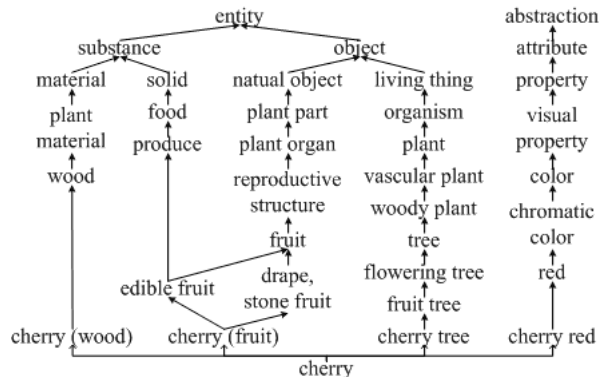 entity
abstraction
substance
object
attribute
material
solid
natual object
living thing
property
plant
material
food
plant part
organism
visual
property
produce
plant organ
plant
wood
reproductive
structure
vascular plant
color
woody plant
chromatic
color
fruit
tree
edible fruit
drape,
stone fruit
flowering tree
red
fruit tree
cherry (wood)
cherry (fruit)
cherry tree
cherry red
cherry